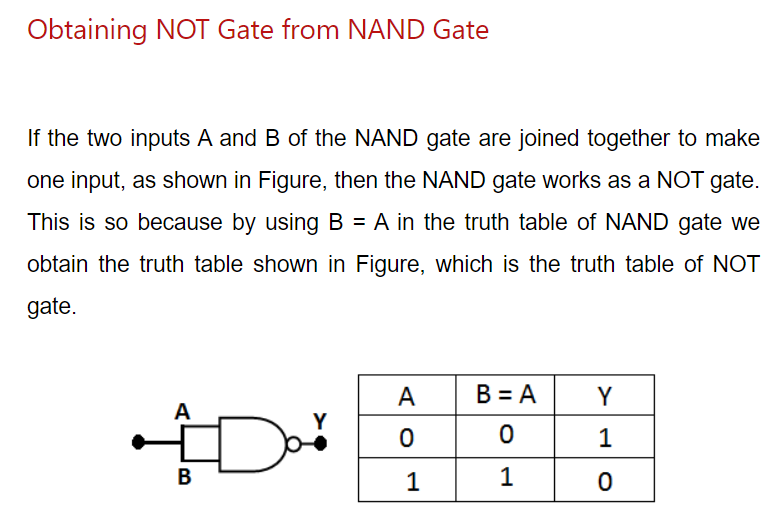 Obtaining NOT Gate from NAND Gate
If the two inputs A and B of the NAND gate are joined together to make
one input, as shown in Figure, then the NAND gate works as a NOT gate.
This is so because by using B = A in the truth table of NAND gate we
obtain the truth table shown in Figure, which is the truth table of NOT
gate.
A
Y
B
A B = A Y
0 0 1
1 1 0